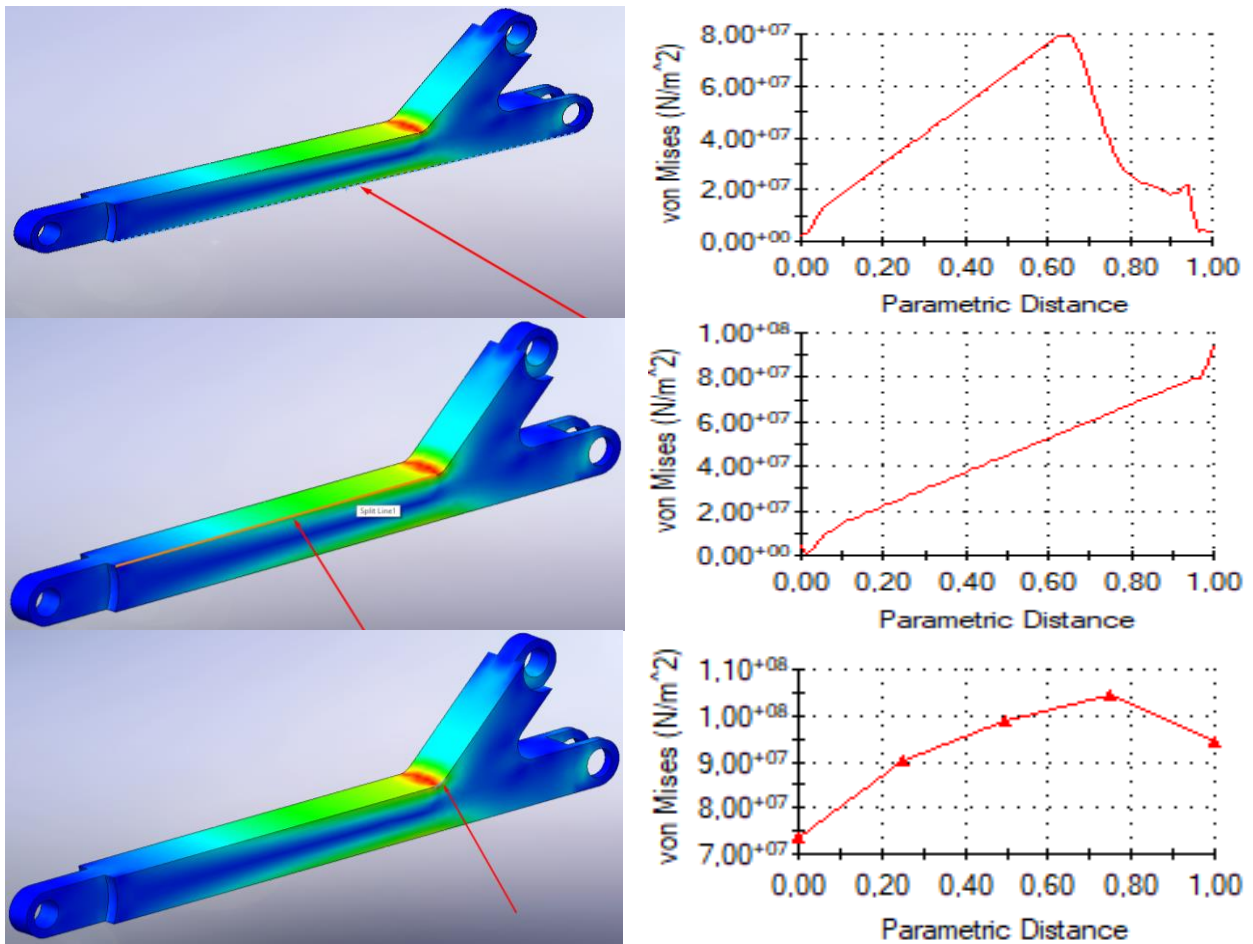 von Mises (N/m^2)
8,00⁺⁰⁷
6,00⁺⁰⁷
4,00⁺⁰⁷
2,00⁺⁰⁷
0,00⁺⁰⁰
0,00 0,20 0,40 0,60 0,80 1,00
Parametric Distance
Split Line1
von Mises (N/m^2)
1,00⁺⁰⁸
8,00⁺⁰⁷
6,00⁺⁰⁷
4,00⁺⁰⁷
2,00⁺⁰⁷
0,00⁺⁰⁰
0,00 0,20 0,40 0,60 0,80 1,00
Parametric Distance
von Mises (N/m^2)
1,10⁺⁰⁸
1,00⁺⁰⁸
9,00⁺⁰⁷
8,00⁺⁰⁷
7,00⁺⁰⁷
0,00 0,20 0,40 0,60 0,80 1,00
Parametric Distance